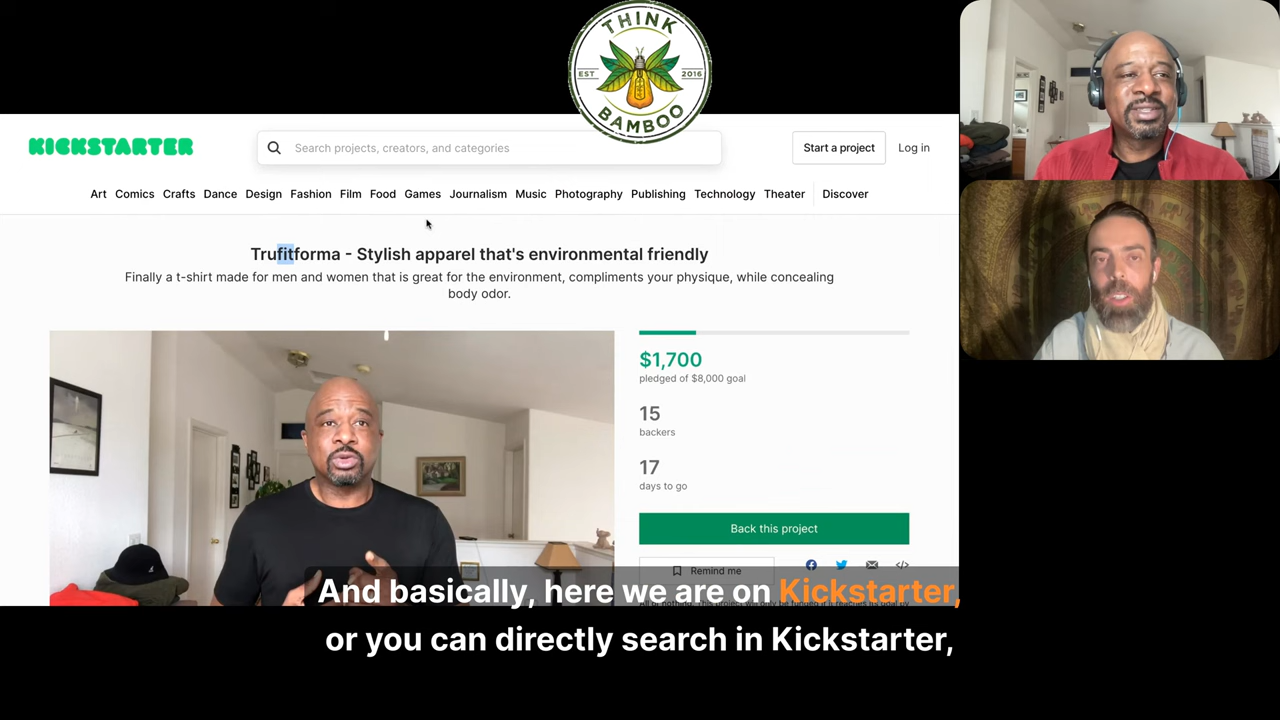 THINK
EST 2016
BAMBOO
KICKSTARTER
Search projects, creators, and categories
Start a project
Log in
Art Comics Crafts Dance Design Fashion Film Food Games Journalism Music Photography Publishing Technology Theater Discover
Trufitforma - Stylish apparel that's environmental friendly
Finally a t-shirt made for men and women that is great for the environment, compliments your physique, while concealing
body odor.
$1,700
pledged of $8,000 goal
15
backers
17
days to go
Back this project
Remind me
And basically, here we are on Kickstarter,
or you can directly search in Kickstarter,